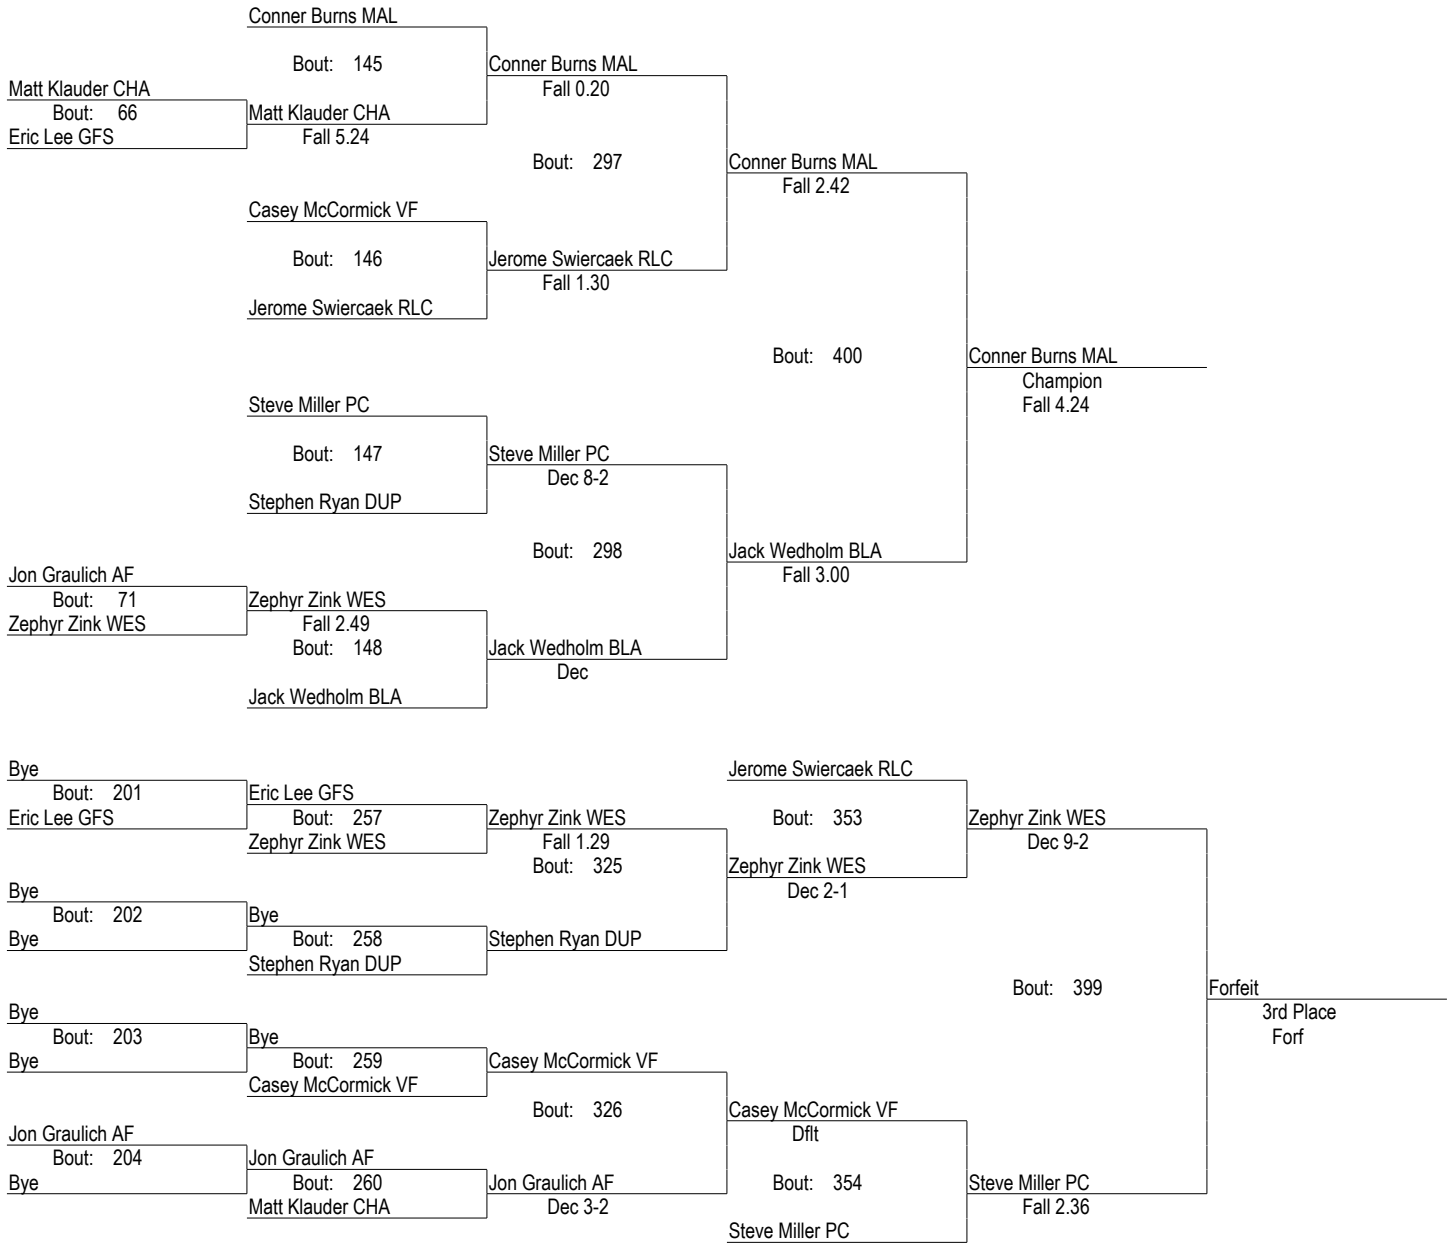 Conner Burns MAL
Bout: 145
Conner Burns MAL
Matt Klauder CHA
Fall 0.20
Bout: 66
Matt Klauder CHA
Eric Lee GFS
Fall 5.24
Bout: 297
Conner Burns MAL
Fall 2.42
Casey McCormick VF
Bout: 146
Jerome Swiercaek RLC
Fall 1.30
Jerome Swiercaek RLC
Bout: 400
Conner Burns MAL
Champion
Steve Miller PC
Fall 4.24
Bout: 147
Steve Miller PC
Dec 8-2
Stephen Ryan DUP
Bout: 298
Jack Wedholm BLA
Jon Graulich AF
Fall 3.00
Bout: 71
Zephyr Zink WES
Zephyr Zink WES
Fall 2.49
Bout: 148
Jack Wedholm BLA
Dec
Jack Wedholm BLA
Bye
Jerome Swiercaek RLC
Bout: 201
Eric Lee GFS
Eric Lee GFS
Bout: 257
Zephyr Zink WES
Bout: 353
Zephyr Zink WES
Zephyr Zink WES
Fall 1.29
Dec 9-2
Bout: 325
Zephyr Zink WES
Bye
Dec 2-1
Bout: 202
Bye
Bye
Bout: 258
Stephen Ryan DUP
Stephen Ryan DUP
Bout: 399
Forfeit
Bye
3rd Place
Bout: 203
Bye
Forf
Bye
Bout: 259
Casey McCormick VF
Casey McCormick VF
Bout: 326
Casey McCormick VF
Jon Graulich AF
Dflt
Bout: 204
Jon Graulich AF
Bye
Bout: 260
Jon Graulich AF
Bout: 354
Steve Miller PC
Matt Klauder CHA
Dec 3-2
Fall 2.36
Steve Miller PC